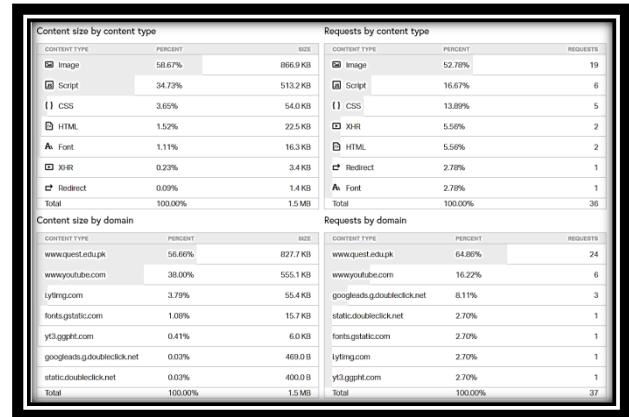 Content size by content type
CONTENT TYPE PERCENT SIZE
Image 58.67% 866.9 KB
Script 34.73% 513.2 KB
{} CSS 3.65% 54.0 KB
HTML 1.52% 22.5 KB
Font 1.11% 16.3 KB
XHR 0.23% 3.4 KB
Redirect 0.09% 1.4 KB
Total 100.00% 1.5 MB
Requests by content type
CONTENT TYPE PERCENT REQUESTS
Image 52.78% 19
Script 16.67% 6
{} CSS 13.89% 5
XHR 5.56% 2
HTML 5.56% 2
Redirect 2.78% 1
Font 2.78% 1
Total 100.00% 36
Content size by domain
CONTENT TYPE PERCENT SIZE
www.quest.edu.pk 56.66% 827.7 KB
www.youtube.com 38.00% 555.1 KB
i.ytimg.com 3.79% 55.4 KB
fonts.gstatic.com 1.08% 15.7 KB
yt3.ggpht.com 0.41% 6.0 KB
googleads.g.doubleclick.net 0.03% 469.0 B
static.doubleclick.net 0.03% 400.0 B
Total 100.00% 1.5 MB
Requests by domain
CONTENT TYPE PERCENT REQUESTS
www.quest.edu.pk 64.86% 24
www.youtube.com 16.22% 6
googleads.g.doubleclick.net 8.11% 3
static.doubleclick.net 2.70% 1
fonts.gstatic.com 2.70% 1
i.ytimg.com 2.70% 1
yt3.ggpht.com 2.70% 1
Total 100.00% 37